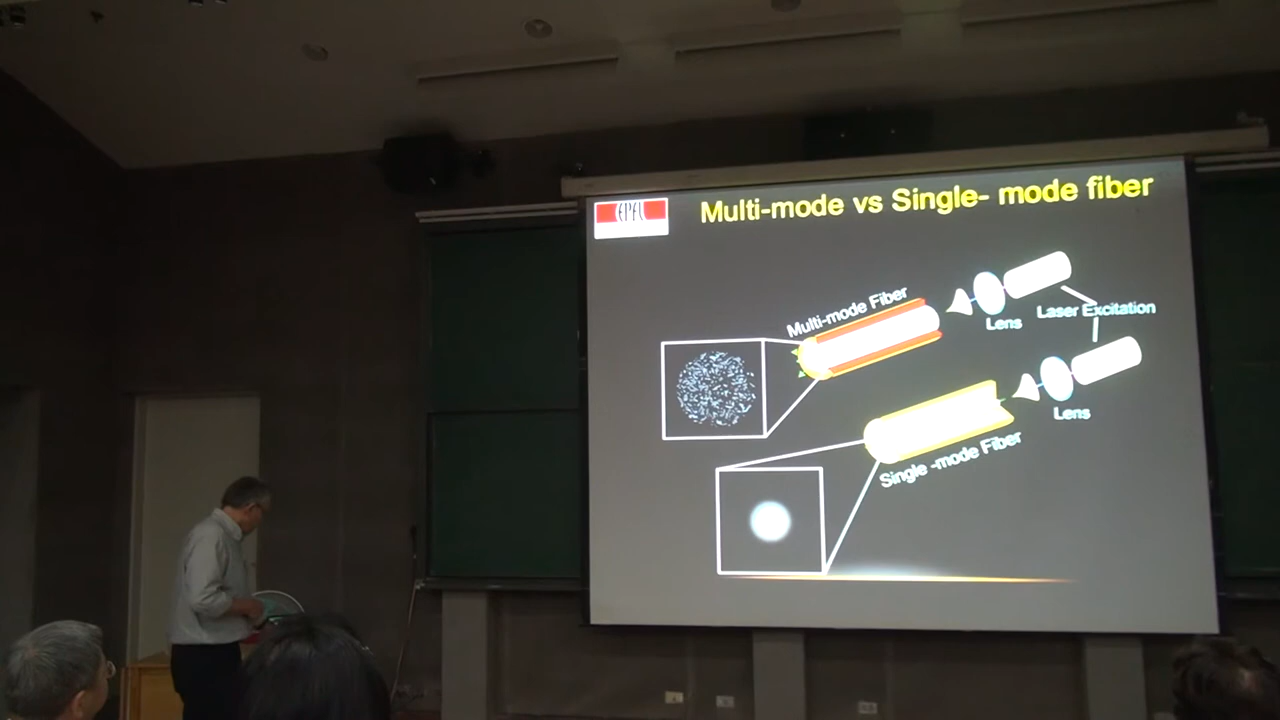 EPFL
Multi-mode vs Single- mode fiber
Multi-mode Fiber
Lens
Laser Excitation
Lens
Single -mode Fiber